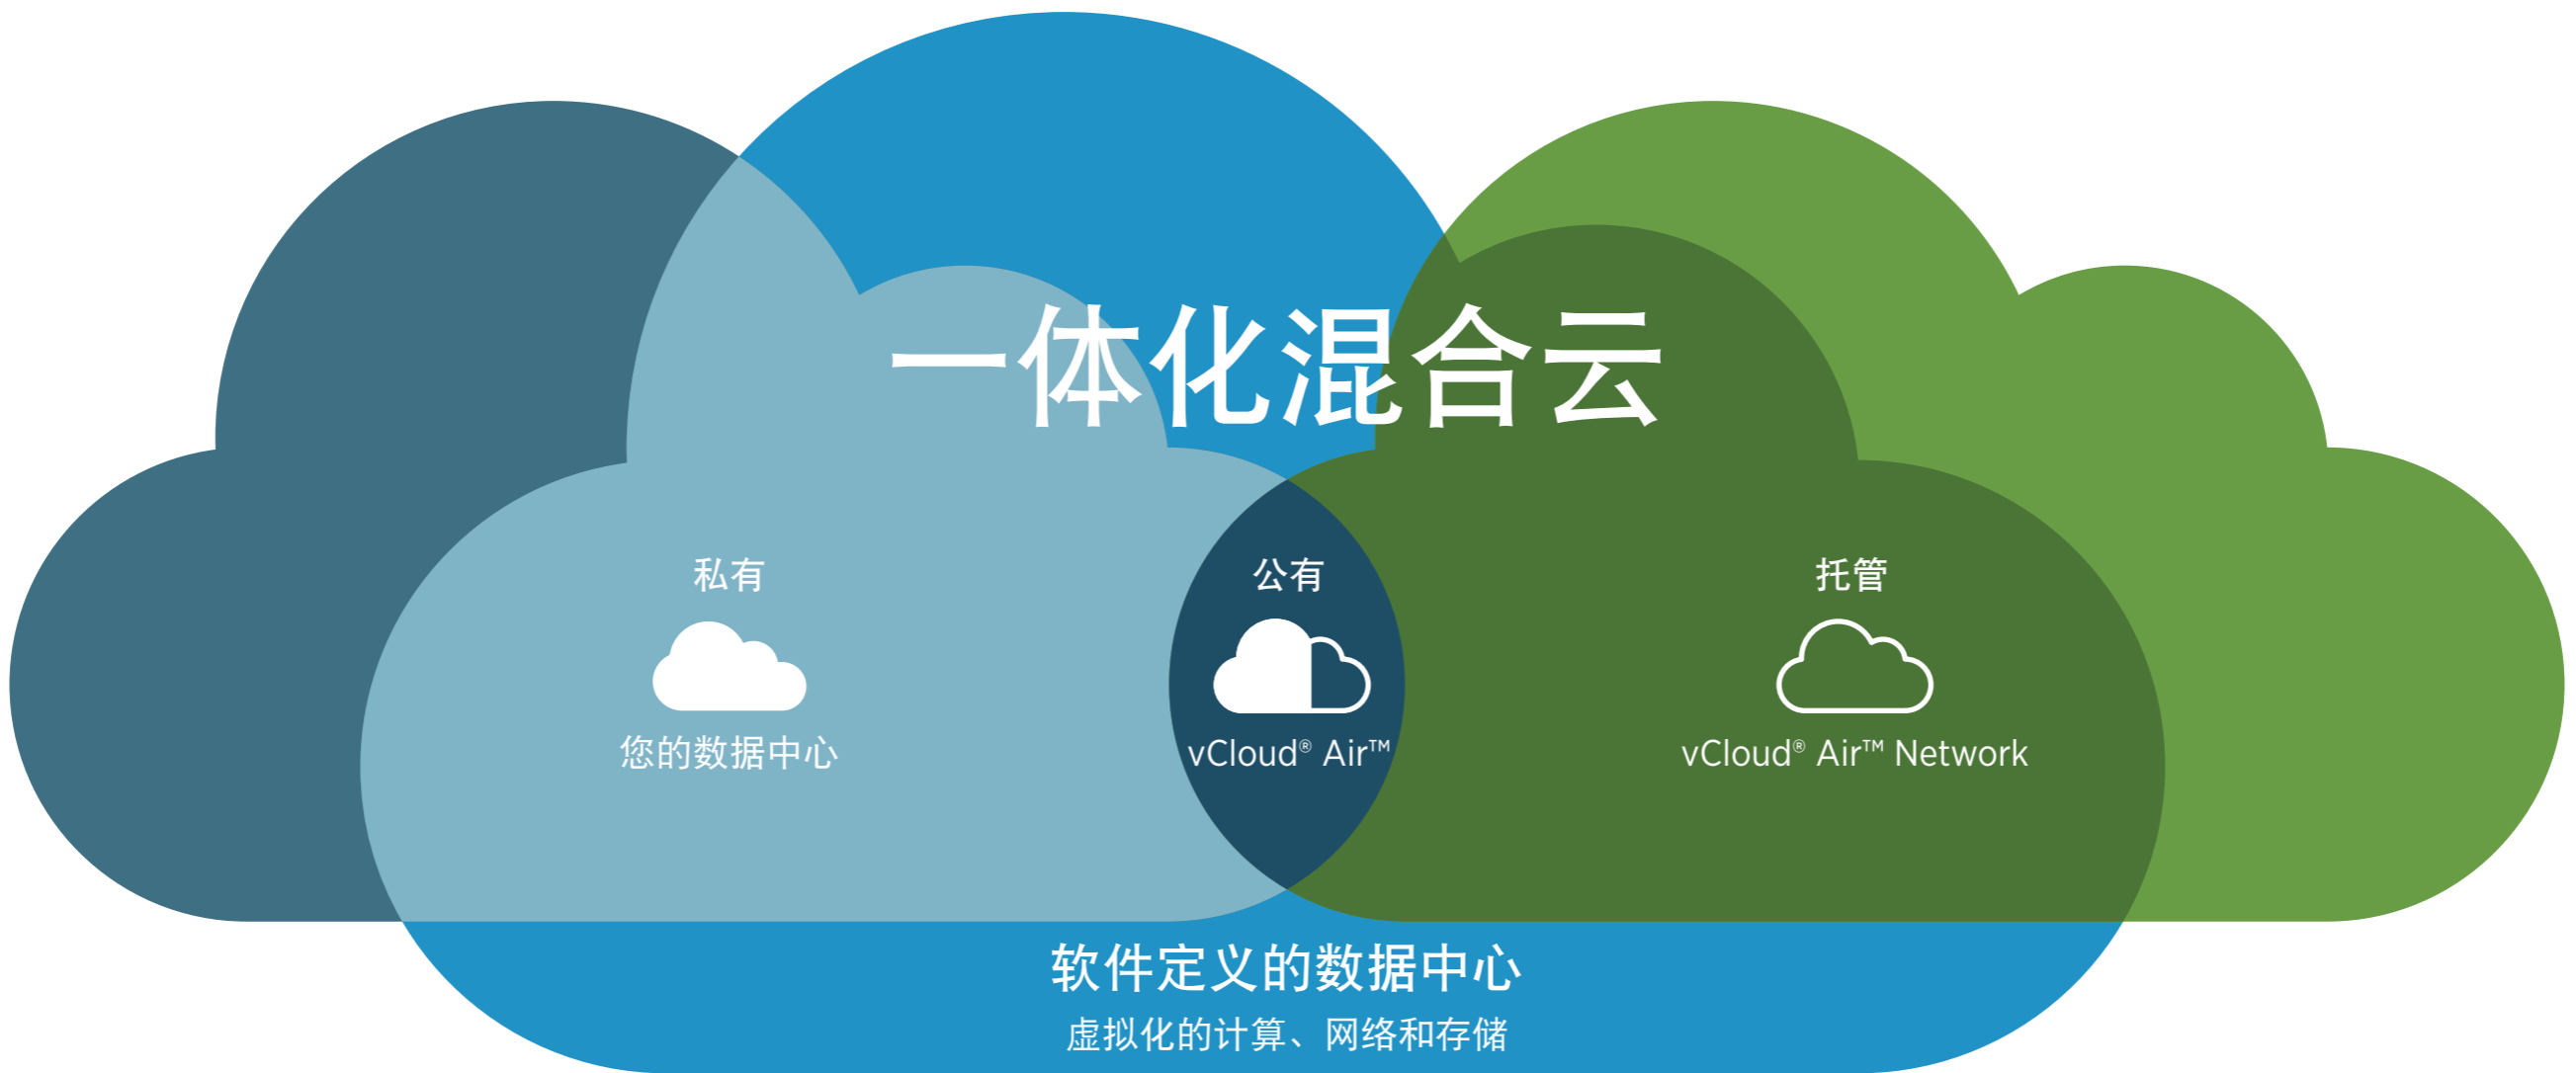 一体化混合云
私有
您的数据中心
公有
vCloud® Air™
托管
vCloud® Air™ Network
软件定义的数据中心
虚拟化的计算、网络和存储